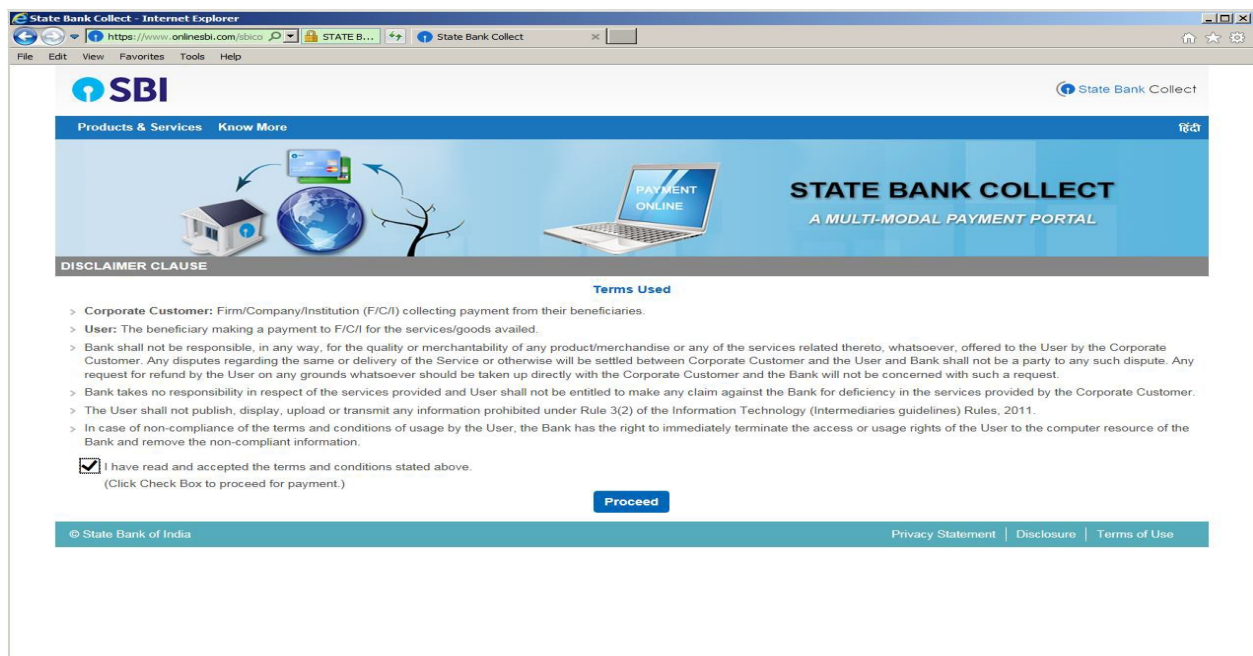 State Bank Collect - Internet Explorer
https://www.onlinesbi.com/sbico STATE B... State Bank Collect
File Edit View Favorites Tools Help
SBI State Bank Collect
Products & Services Know More हिंदी
PAYMENT
ONLINE
STATE BANK COLLECT
A MULTI-MODAL PAYMENT PORTAL
DISCLAIMER CLAUSE
Terms Used
> Corporate Customer: Firm/Company/Institution (F/C/I) collecting payment from their beneficiaries.
> User: The beneficiary making a payment to F/C/I for the services/goods availed.
> Bank shall not be responsible, in any way, for the quality or merchantability of any product/merchandise or any of the services related thereto, whatsoever, offered to the User by the Corporate
Customer. Any disputes regarding the same or delivery of the Service or otherwise will be settled between Corporate Customer and the User and Bank shall not be a party to any such dispute. Any
request for refund by the User on any grounds whatsoever should be taken up directly with the Corporate Customer and the Bank will not be concerned with such a request.
> Bank takes no responsibility in respect of the services provided and User shall not be entitled to make any claim against the Bank for deficiency in the services provided by the Corporate Customer.
> The User shall not publish, display, upload or transmit any information prohibited under Rule 3(2) of the Information Technology (Intermediaries guidelines) Rules, 2011.
> In case of non-compliance of the terms and conditions of usage by the User, the Bank has the right to immediately terminate the access or usage rights of the User to the computer resource of the
Bank and remove the non-compliant information.
I have read and accepted the terms and conditions stated above.
(Click Check Box to proceed for payment.)
Proceed
© State Bank of India Privacy Statement | Disclosure | Terms of Use